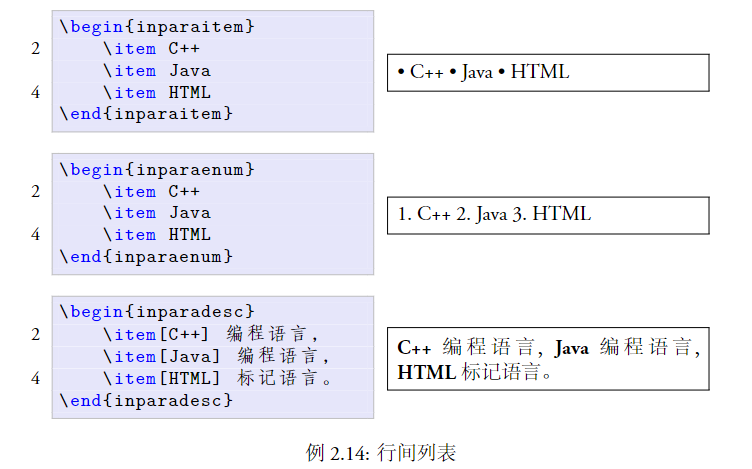 \begin{inparaitem}
2 \item C++
\item Java
4 \item HTML
\end{inparaitem}
• C++ • Java • HTML
\begin{inparaenum}
2 \item C++
\item Java
4 \item HTML
\end{inparaenum}
1. C++ 2. Java 3. HTML
\begin{inparadesc}
2 \item[C++] 编程语言，
\item[Java] 编程语言，
4 \item[HTML] 标记语言。
\end{inparadesc}
C++ 编程语言，Java 编程语言，
HTML 标记语言。
例 2.14: 行间列表